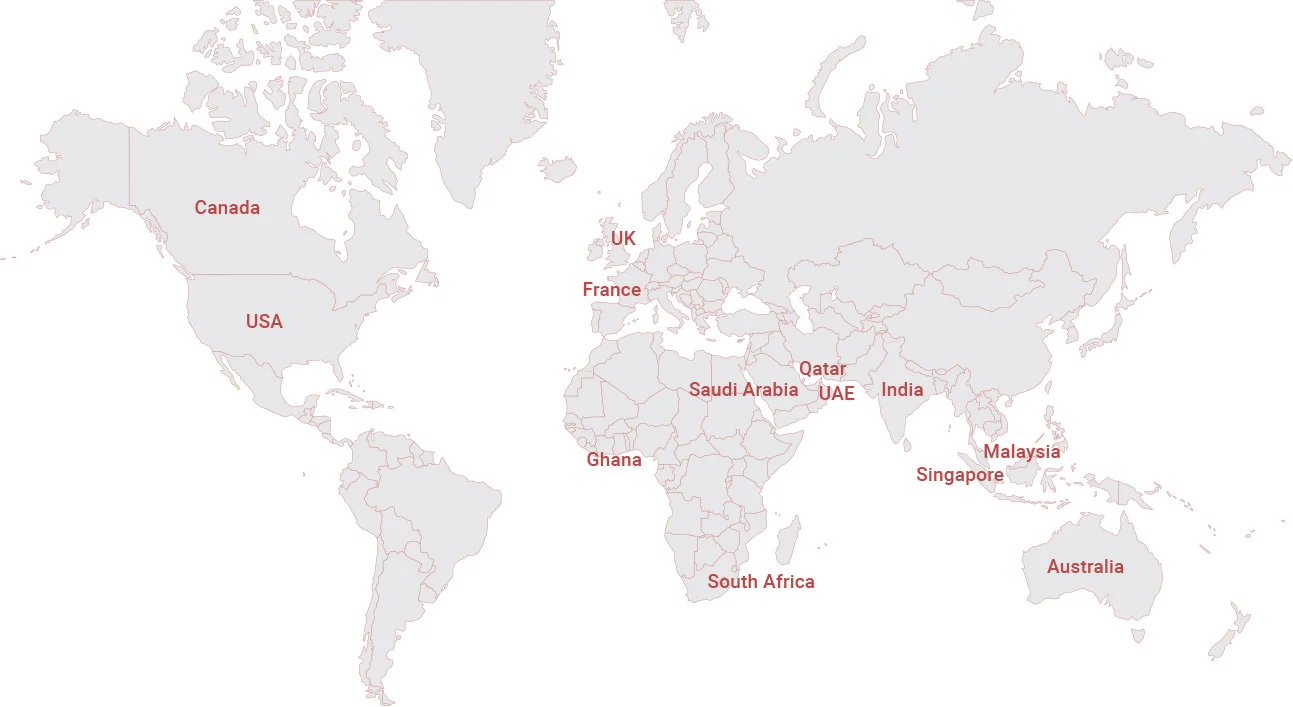 Canada
UK
France
USA
Qatar
Saudi Arabia
UAE
India
Ghana
Malaysia
Singapore
Australia
South Africa